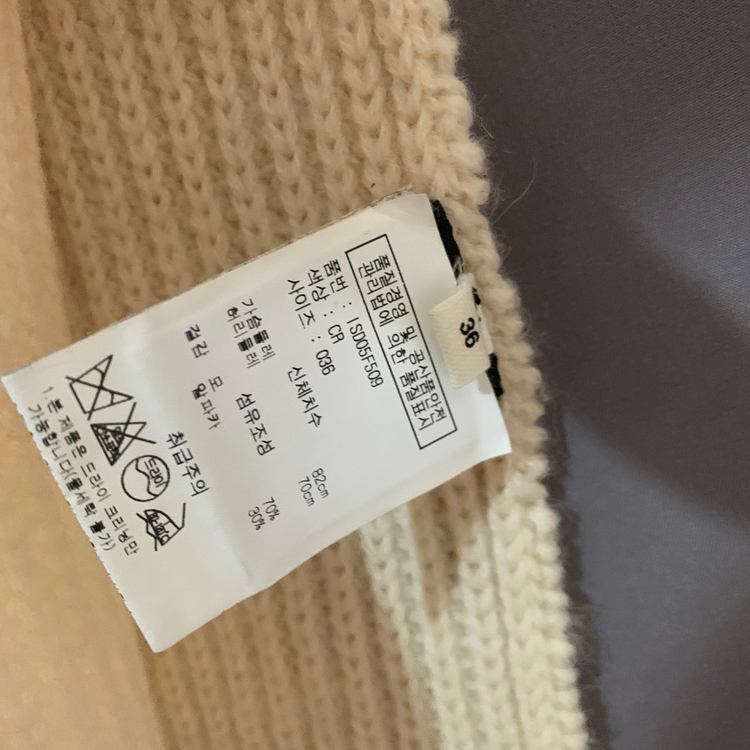 36
품질경영 및 공산품안전
관리법에 의한 품질표시
품번 : ISD05F509
색상 : CR
사이즈 : 036
신체치수
가슴둘레 82cm
허리둘레 70cm
섬유조성
겉감 모 70%
알파카 30%
취급주의
드라이
1.본 제품은 드라이 크리닝만
가능합니다(물세탁 불가)